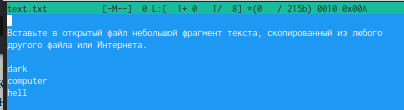 text.txt [-M--] 0 L:[ 1+ 0 1/ 8] *(0 / 215b) 0010 0x00A
Вставьте в открытый файл небольшой фрагмент текста, скопированный из любого
другого файла или Интернета.
dark
computer
hell